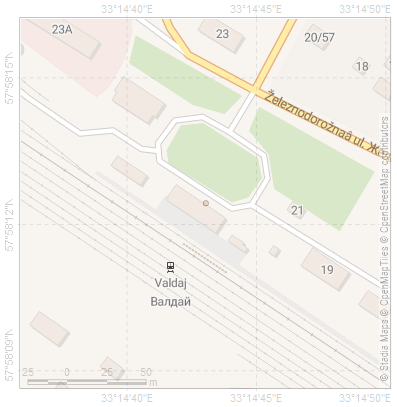 33°14'40"E
33°14'45"E
33°14'50"E
23A
23
20/57
18
57°58'15"N
Železnodorožnaâ ul.
57°58'12"N
21
19
Valdaj
Валдай
57°58'09"N
25 0 25 50 m
33°14'40"E
33°14'45"E
33°14'50"E
© Stadia Maps © OpenMapTiles © OpenStreetMap